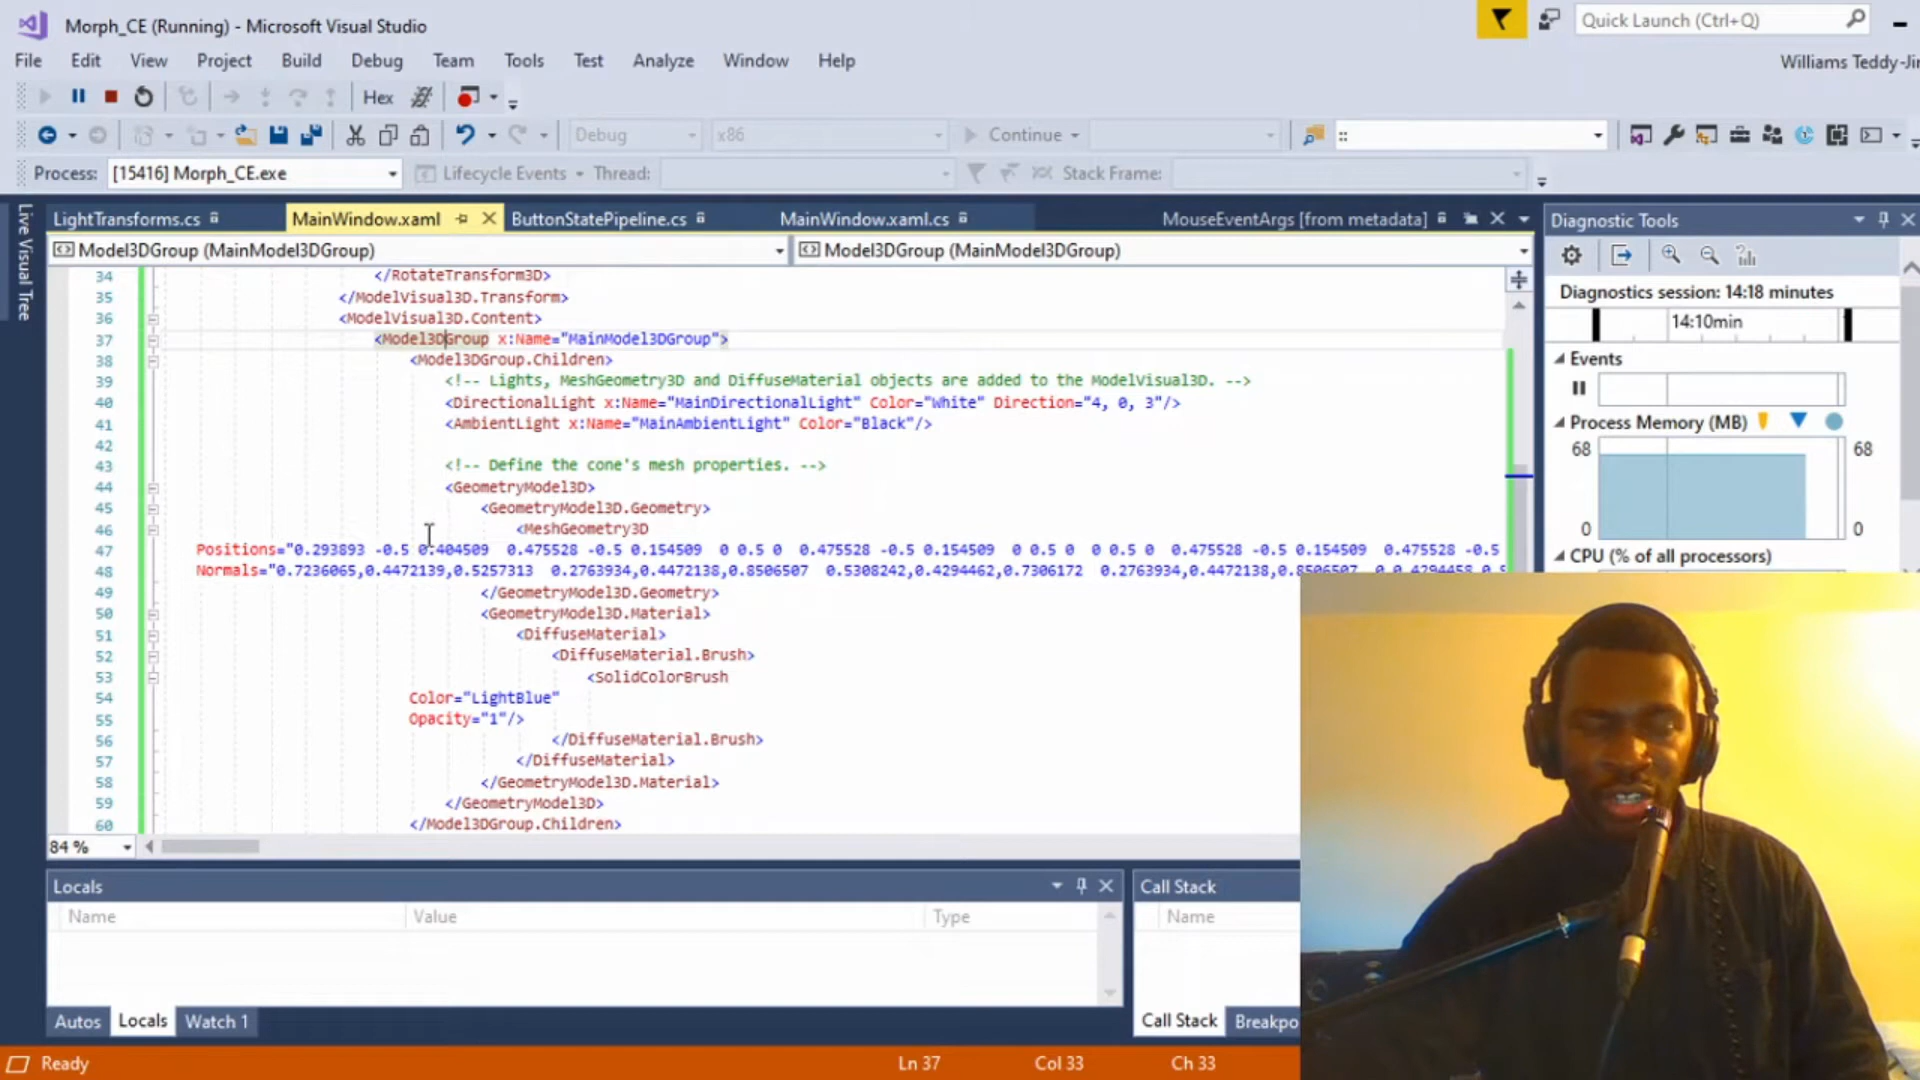 Morph_CE (Running) - Microsoft Visual Studio
Quick Launch (Ctrl+Q)
File Edit View Project Build Debug Team Tools Test Analyze Window Help
Williams Teddy-Jin
Hex
Debug x86 Continue ::
Process: [15416] Morph_CE.exe Lifecycle Events Thread: Stack Frame:
Live Visual Tree
LightTransforms.cs MainWindow.xaml ButtonStatePipeline.cs MainWindow.xaml.cs MouseEventArgs [from metadata]
Model3DGroup (MainModel3DGroup) Model3DGroup (MainModel3DGroup)
34 </RotateTransform3D>
35 </ModelVisual3D.Transform>
36 <ModelVisual3D.Content>
37 <Model3DGroup x:Name="MainModel3DGroup">
38 <Model3DGroup.Children>
39 <!-- Lights, MeshGeometry3D and DiffuseMaterial objects are added to the ModelVisual3D. -->
40 <DirectionalLight x:Name="MainDirectionalLight" Color="White" Direction="4, 0, 3"/>
41 <AmbientLight x:Name="MainAmbientLight" Color="Black"/>
42
43 <!-- Define the cone's mesh properties. -->
44 <GeometryModel3D>
45 <GeometryModel3D.Geometry>
46 <MeshGeometry3D
47 Positions="0.293893 -0.5 0.404509 0.475528 -0.5 0.154509 0 0.5 0 0.475528 -0.5 0.154509 0 0.5 0 0 0.5 0 0.475528 -0.5 0.154509 0.475528 -0.5
48 Normals="0.7236065,0.4472139,0.5257313 0.2763934,0.4472138,0.8506507 0.5308242,0.4294462,0.7306172 0.2763934,0.4472138,0.8506507 0,0.4294458,0.9
49 </GeometryModel3D.Geometry>
50 <GeometryModel3D.Material>
51 <DiffuseMaterial>
52 <DiffuseMaterial.Brush>
53 <SolidColorBrush
54 Color="LightBlue"
55 Opacity="1"/>
56 </DiffuseMaterial.Brush>
57 </DiffuseMaterial>
58 </GeometryModel3D.Material>
59 </GeometryModel3D>
60 </Model3DGroup.Children>
84 %
Diagnostic Tools
Diagnostics session: 14:18 minutes
14:10min
Events
Process Memory (MB)
68 68
0 0
CPU (% of all processors)
Locals
Name Value Type
Autos Locals Watch 1
Call Stack
Name
Call Stack Breakpo
Ready Ln 37 Col 33 Ch 33